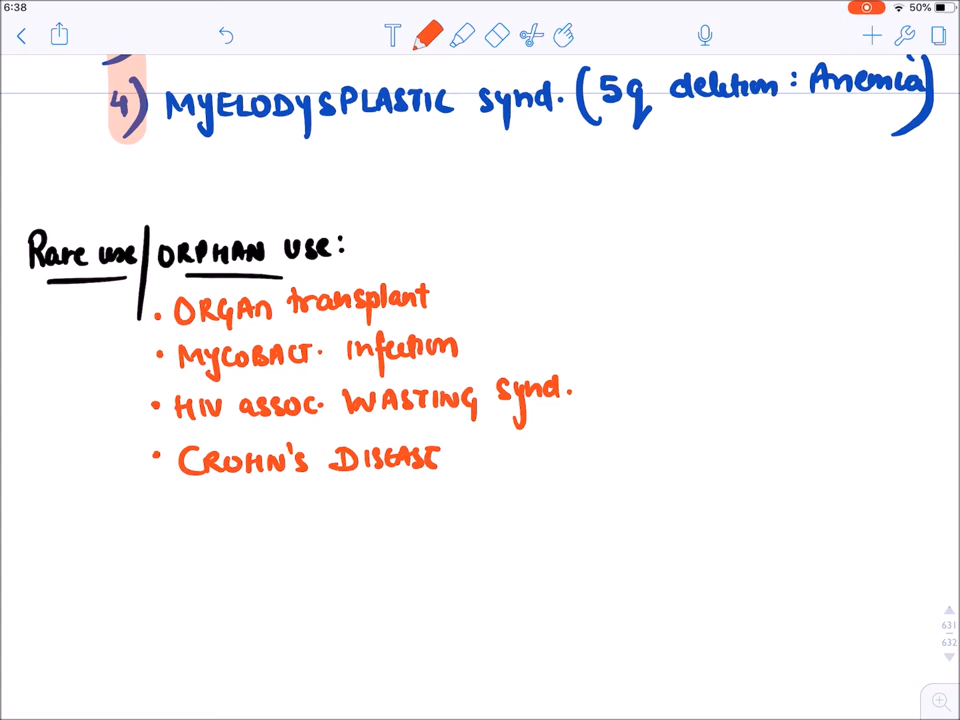 6:38
50%
T
4) MYELODYSPLASTIC synd. (5q deletion : Anemia)
Rare use / ORPHAN USE:
• ORGAN transplant
• MYCOBACT. infection
• HIV assoc. WASTING synd.
• CROHN'S DISEASE
631
632